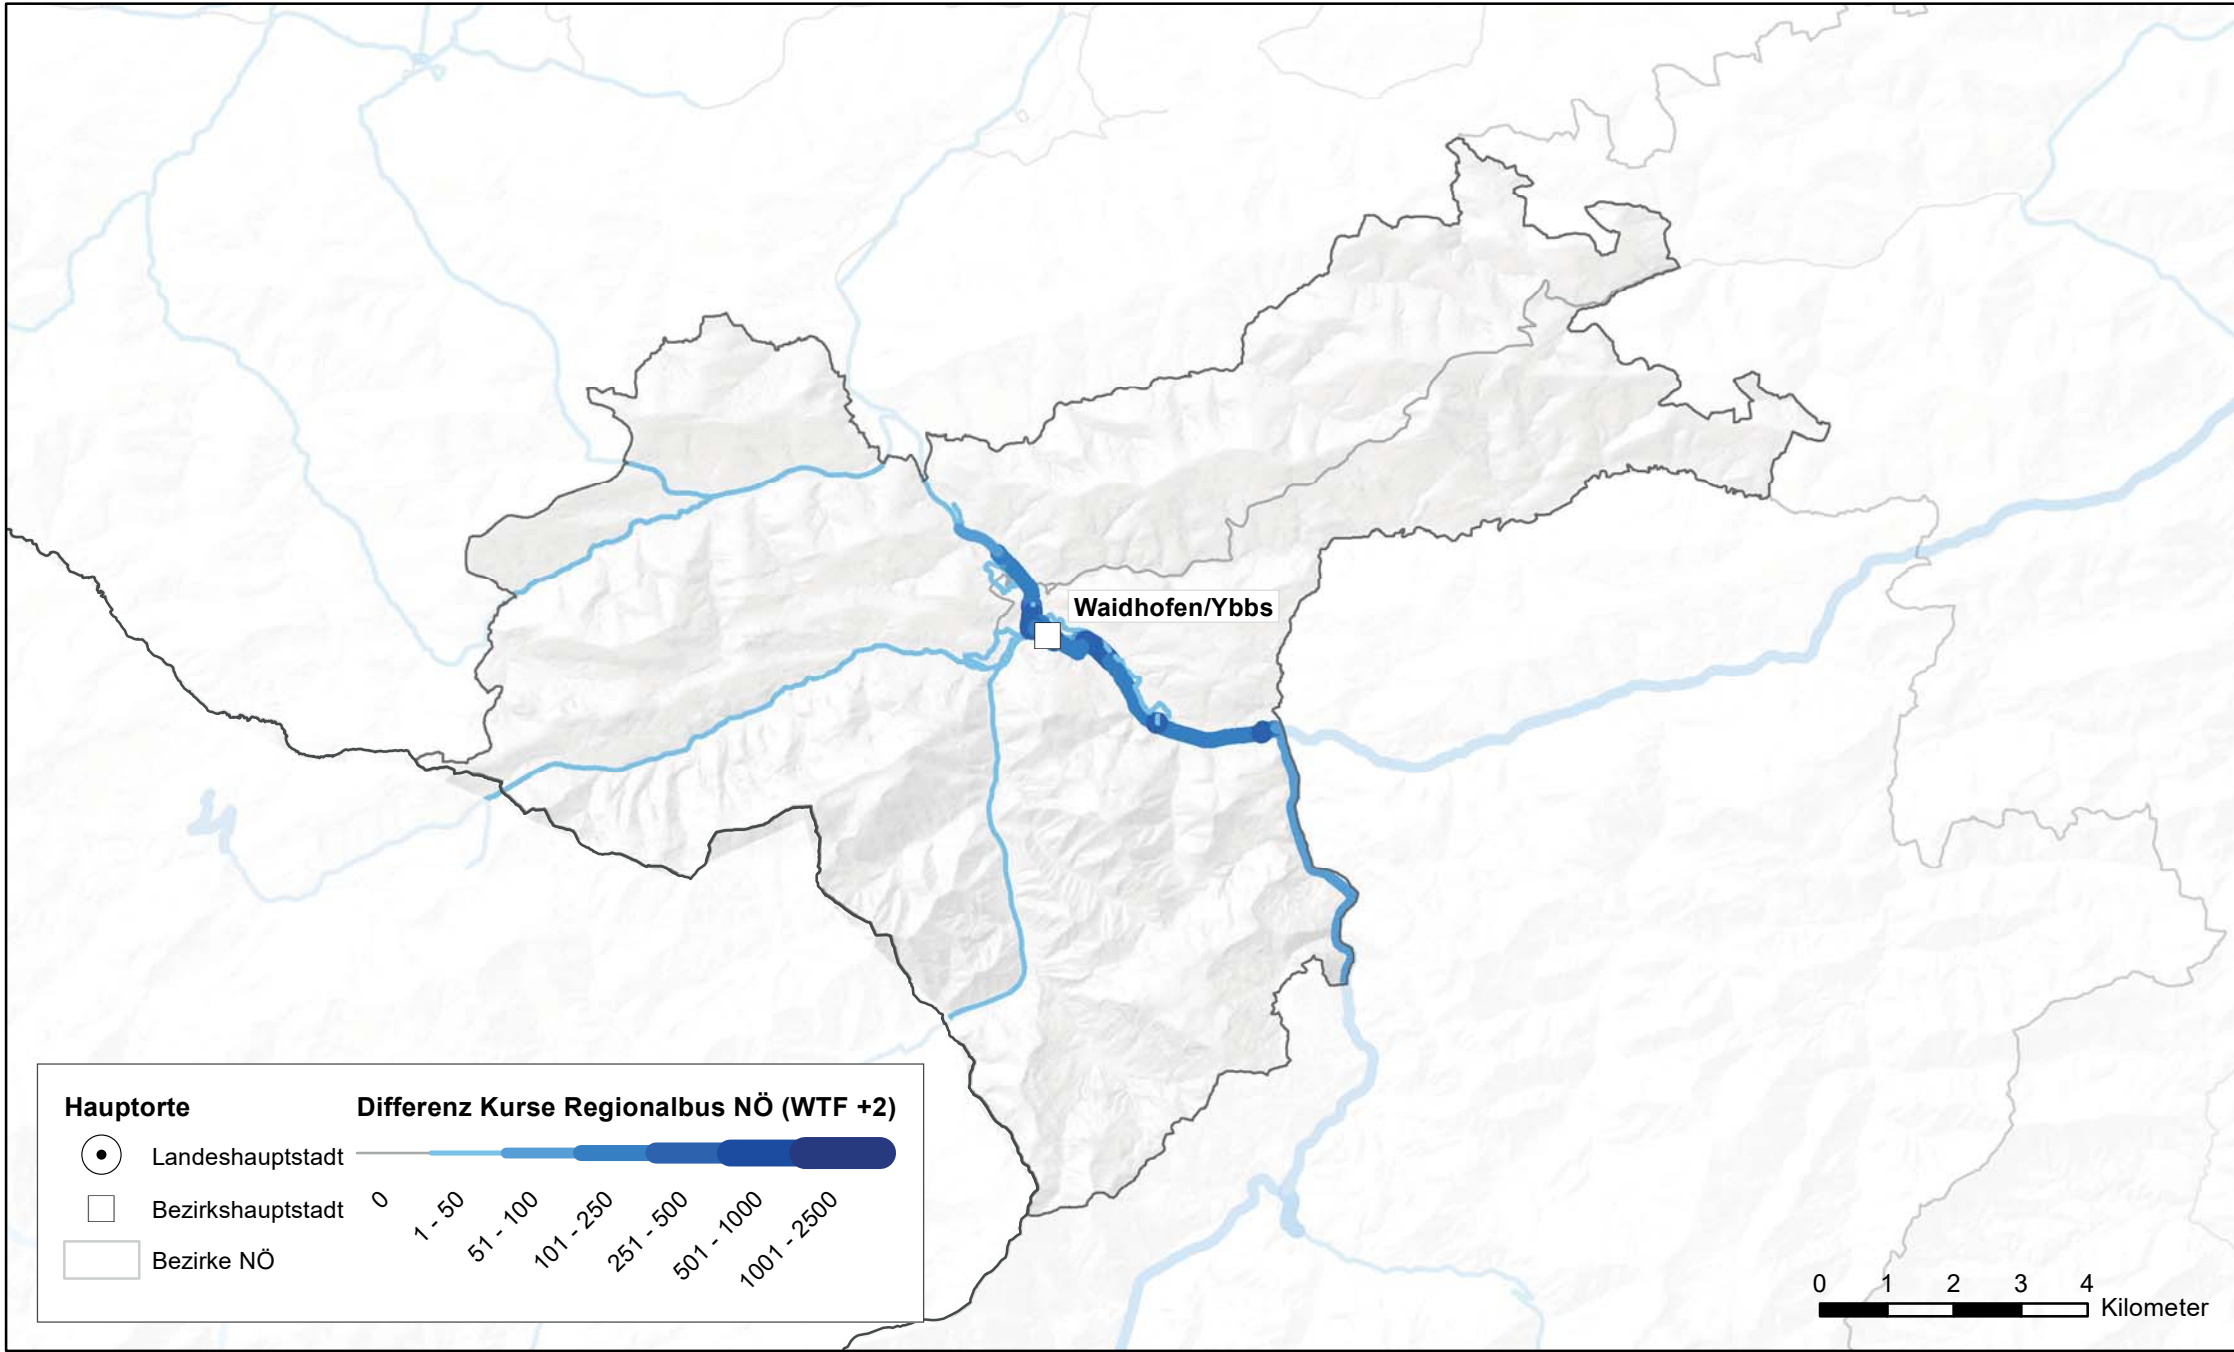 Waidhofen/Ybbs
Hauptorte
Landeshauptstadt
Bezirkshauptstadt
Bezirke NÖ
Differenz Kurse Regionalbus NÖ (WTF +2)
0
1 - 50
51 - 100
101 - 250
251 - 500
501 - 1000
1001 - 2500
0 1 2 3 4
Kilometer